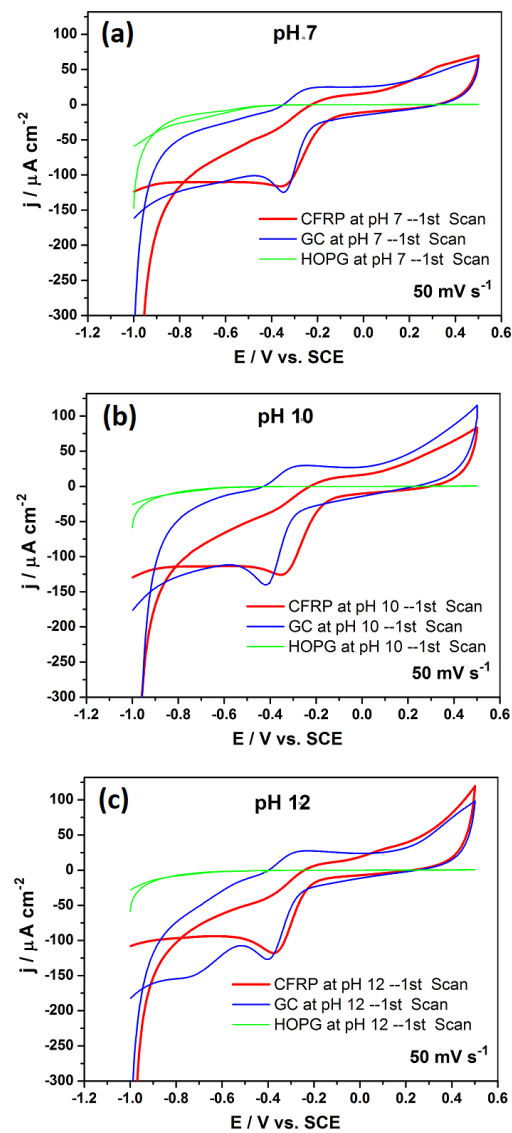 (a)
pH 7
j / µA cm⁻²
100
50
0
-50
-100
-150
-200
-250
-300
CFRP at pH 7 --1st Scan
GC at pH 7 --1st Scan
HOPG at pH 7 --1st Scan
50 mV s⁻¹
-1.2 -1.0 -0.8 -0.6 -0.4 -0.2 0.0 0.2 0.4 0.6
E / V vs. SCE
(b)
pH 10
j / µA cm⁻²
100
50
0
-50
-100
-150
-200
-250
-300
CFRP at pH 10 --1st Scan
GC at pH 10 --1st Scan
HOPG at pH 10 --1st Scan
50 mV s⁻¹
-1.2 -1.0 -0.8 -0.6 -0.4 -0.2 0.0 0.2 0.4 0.6
E / V vs. SCE
(c)
pH 12
j / µA cm⁻²
100
50
0
-50
-100
-150
-200
-250
-300
CFRP at pH 12 --1st Scan
GC at pH 12 --1st Scan
HOPG at pH 12 --1st Scan
50 mV s⁻¹
-1.2 -1.0 -0.8 -0.6 -0.4 -0.2 0.0 0.2 0.4 0.6
E / V vs. SCE